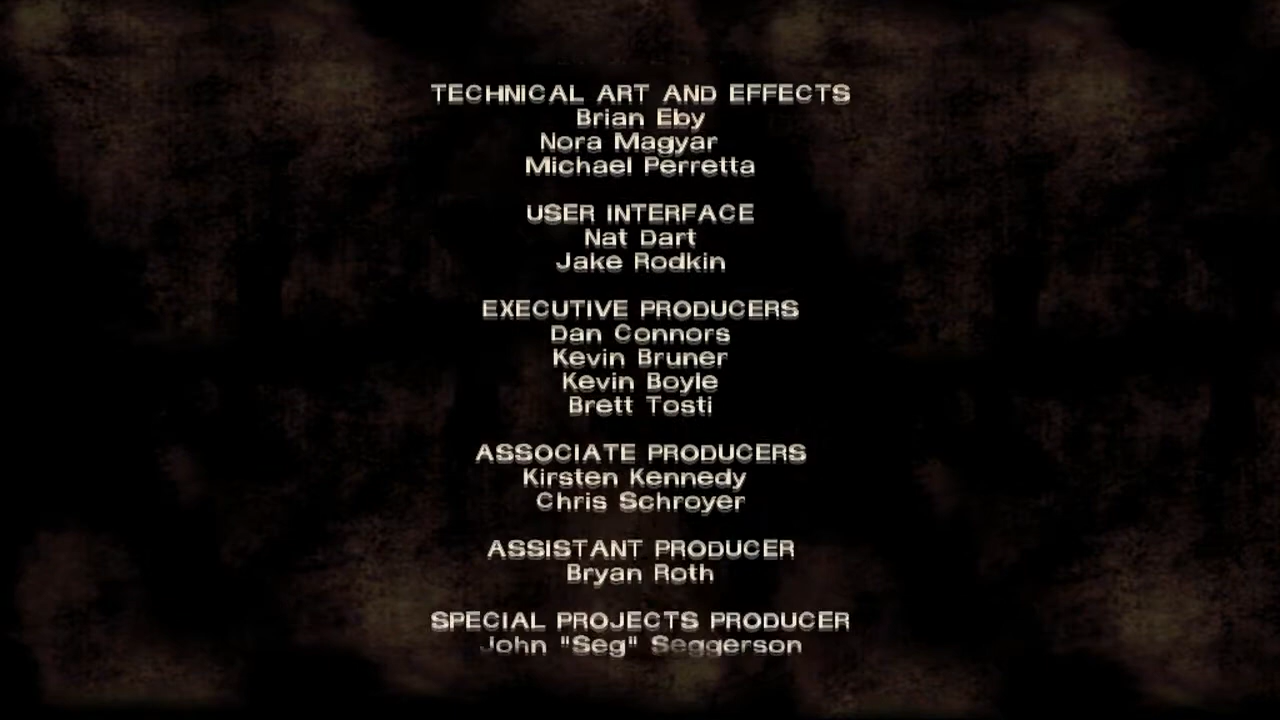 TECHNICAL ART AND EFFECTS
Brian Eby
Nora Magyar
Michael Perretta
USER INTERFACE
Nat Dart
Jake Rodkin
EXECUTIVE PRODUCERS
Dan Connors
Kevin Bruner
Kevin Boyle
Brett Tosti
ASSOCIATE PRODUCERS
Kirsten Kennedy
Chris Schroyer
ASSISTANT PRODUCER
Bryan Roth
SPECIAL PROJECTS PRODUCER
John "Seg" Seggerson